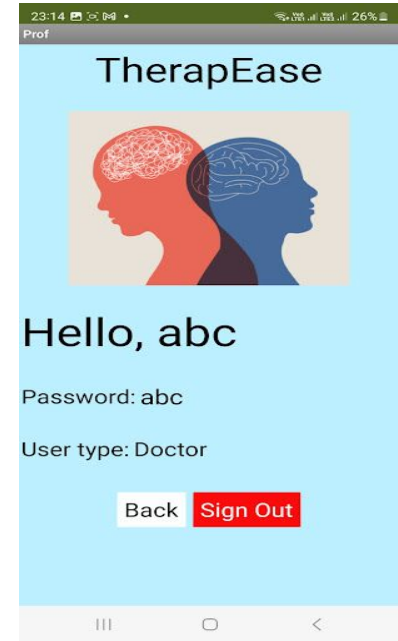 23:14 26%
Prof
TherapEase
Hello, abc
Password: abc
User type: Doctor
Back Sign Out